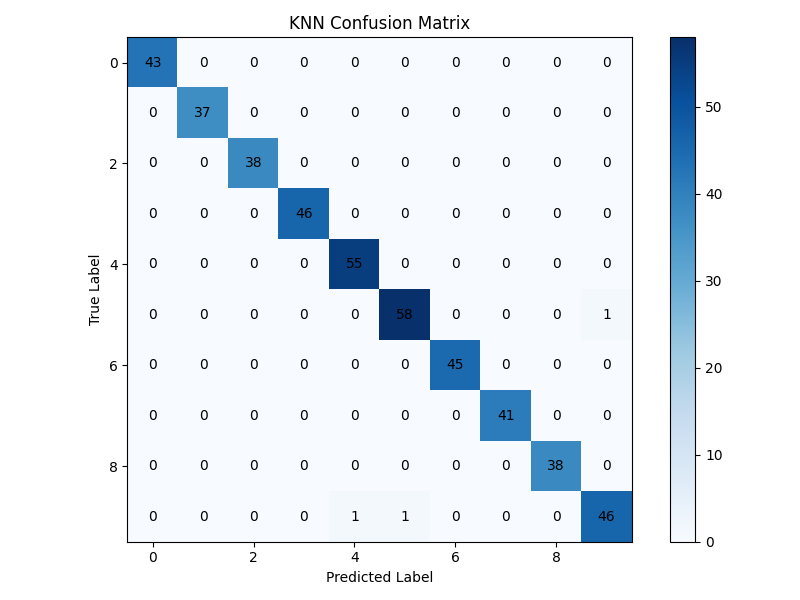 KNN Confusion Matrix
0 43 0 0 0 0 0 0 0 0 0
0 37 0 0 0 0 0 0 0 0
2 0 0 38 0 0 0 0 0 0 0
0 0 0 46 0 0 0 0 0 0
4 0 0 0 0 55 0 0 0 0 0
0 0 0 0 0 58 0 0 0 1
6 0 0 0 0 0 0 45 0 0 0
0 0 0 0 0 0 0 41 0 0
8 0 0 0 0 0 0 0 0 38 0
0 0 0 0 1 1 0 0 0 46
0 2 4 6 8
True Label
Predicted Label
50
40
30
20
10
0